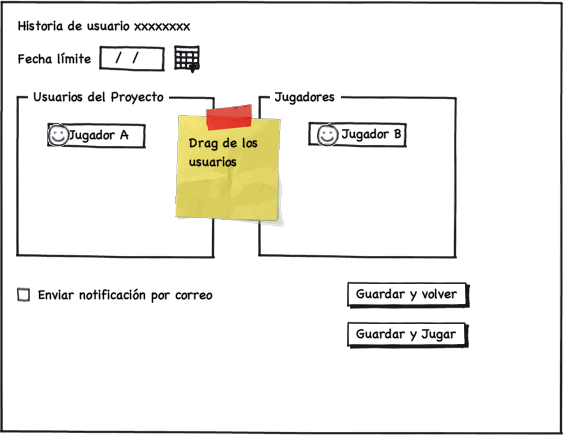 Historia de usuario xxxxxxxx
Fecha límite / /
Usuarios del Proyecto
Jugadores
Jugador A
Drag de los
usuarios
Jugador B
Enviar notificación por correo
Guardar y volver
Guardar y Jugar